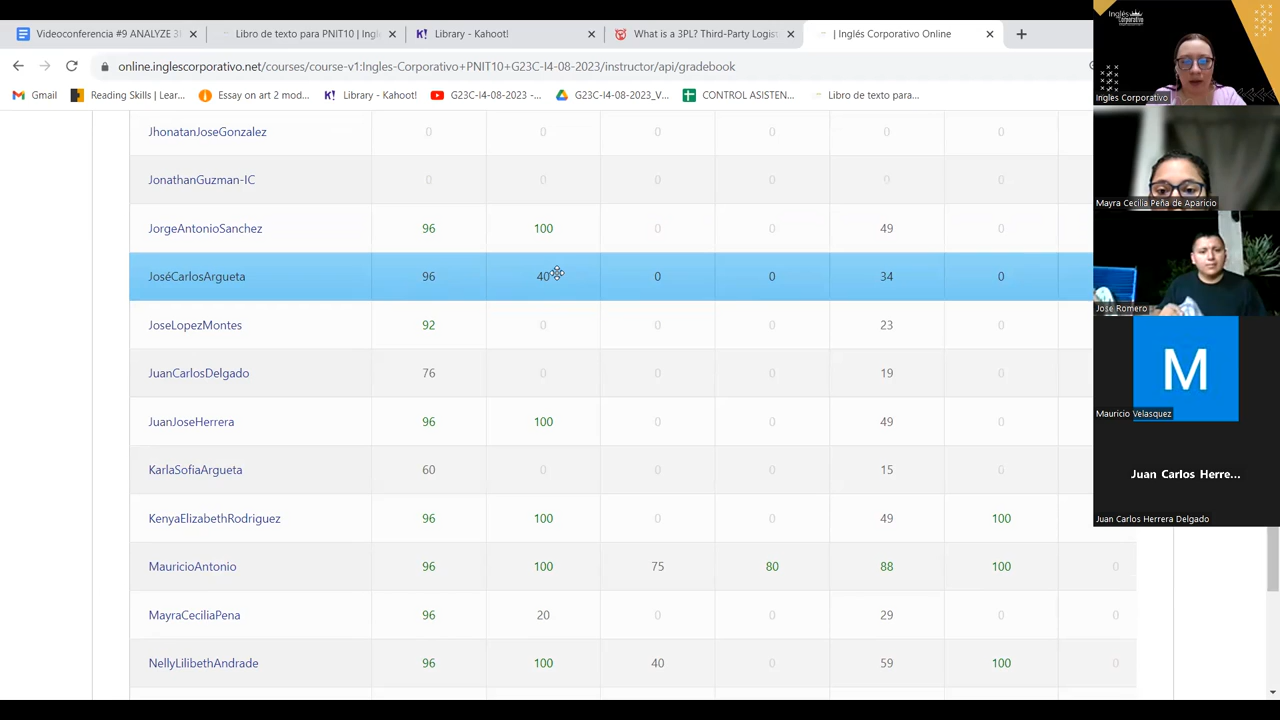 Videoconferencia #9 ANALYZE 3
Libro de texto para PNIT10 | Ingl
Library - Kahoot!
What is a 3PL? Third-Party Logist
| Inglés Corporativo Online
online.inglescorporativo.net/courses/course-v1:Ingles-Corporativo+PNIT10+G23C-I4-08-2023/instructor/api/gradebook
Gmail
Reading Skills | Lear...
Essay on art 2 mod...
Library - Kahoot!
G23C-I4-08-2023_...
G23C-I4-08-2023_V...
CONTROL ASISTEN...
Libro de texto para...
JhonatanJoseGonzalez 0 0 0 0 0 0
JonathanGuzman-IC 0 0 0 0 0 0
JorgeAntonioSanchez 96 100 0 0 49 0
JoséCarlosArgueta 96 40 0 0 34 0
JoseLopezMontes 92 0 0 0 23 0
JuanCarlosDelgado 76 0 0 0 19 0
JuanJoseHerrera 96 100 0 0 49 0
KarlaSofiaArgueta 60 0 0 0 15 0
KenyaElizabethRodriguez 96 100 0 0 49 100
MauricioAntonio 96 100 75 80 88 100 0
MayraCeciliaPena 96 20 0 0 29 0 0
NellyLilibethAndrade 96 100 40 0 59 100 0
Inglés
Corporativo
Ingles Corporativo
Mayra Cecilia Peña de Aparicio
Jose Romero
M
Mauricio Velasquez
Juan Carlos Herre...
Juan Carlos Herrera Delgado